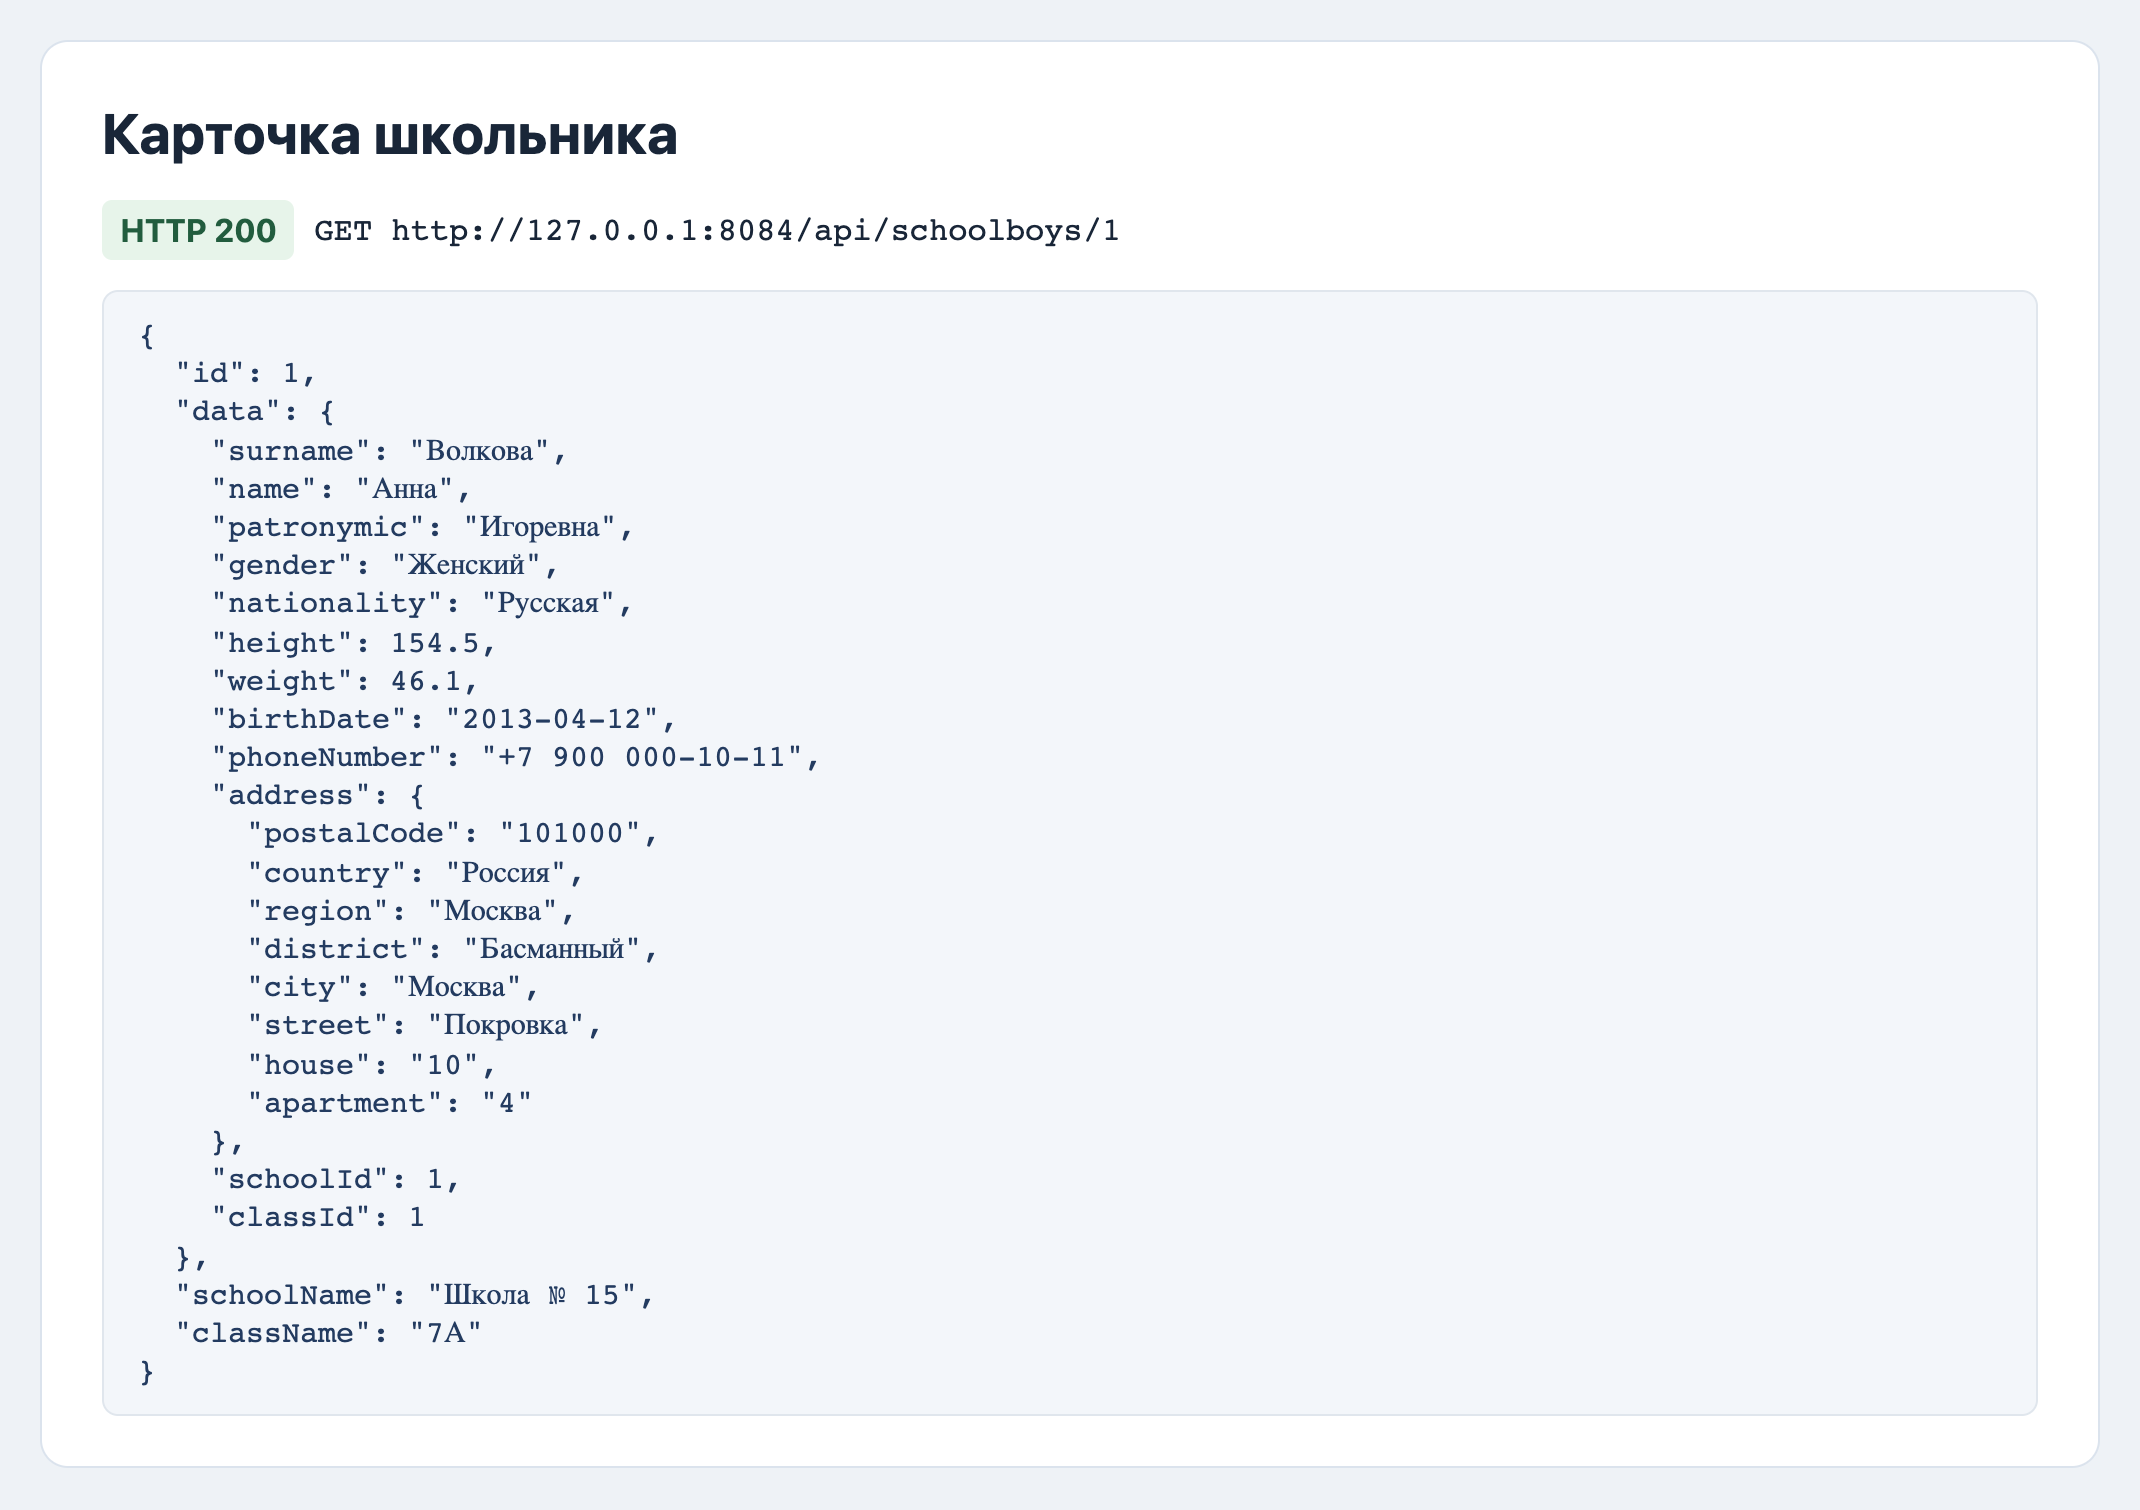 Карточка школьника
HTTP 200 GET http://127.0.0.1:8084/api/schoolboys/1
{
  "id": 1,
  "data": {
    "surname": "Волкова",
    "name": "Анна",
    "patronymic": "Игоревна",
    "gender": "Женский",
    "nationality": "Русская",
    "height": 154.5,
    "weight": 46.1,
    "birthDate": "2013-04-12",
    "phoneNumber": "+7 900 000-10-11",
    "address": {
      "postalCode": "101000",
      "country": "Россия",
      "region": "Москва",
      "district": "Басманный",
      "city": "Москва",
      "street": "Покровка",
      "house": "10",
      "apartment": "4"
    },
    "schoolId": 1,
    "classId": 1
  },
  "schoolName": "Школа № 15",
  "className": "7А"
}